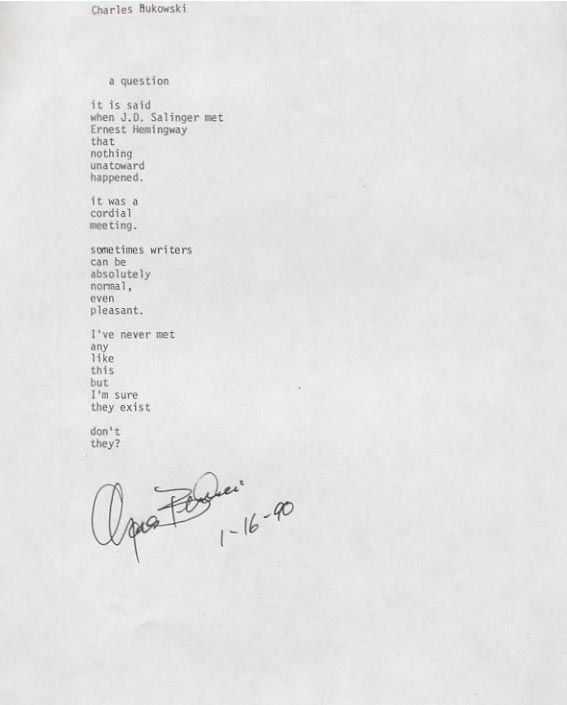 Charles Bukowski
a question
it is said
when J.D. Salinger met
Ernest Hemingway
that
nothing
unatoward
happened.
it was a
cordial
meeting.
sometimes writers
can be
absolutely
normal,
even
pleasant.
I've never met
any
like
this
but
I'm sure
they exist
don't
they?
1-16-90